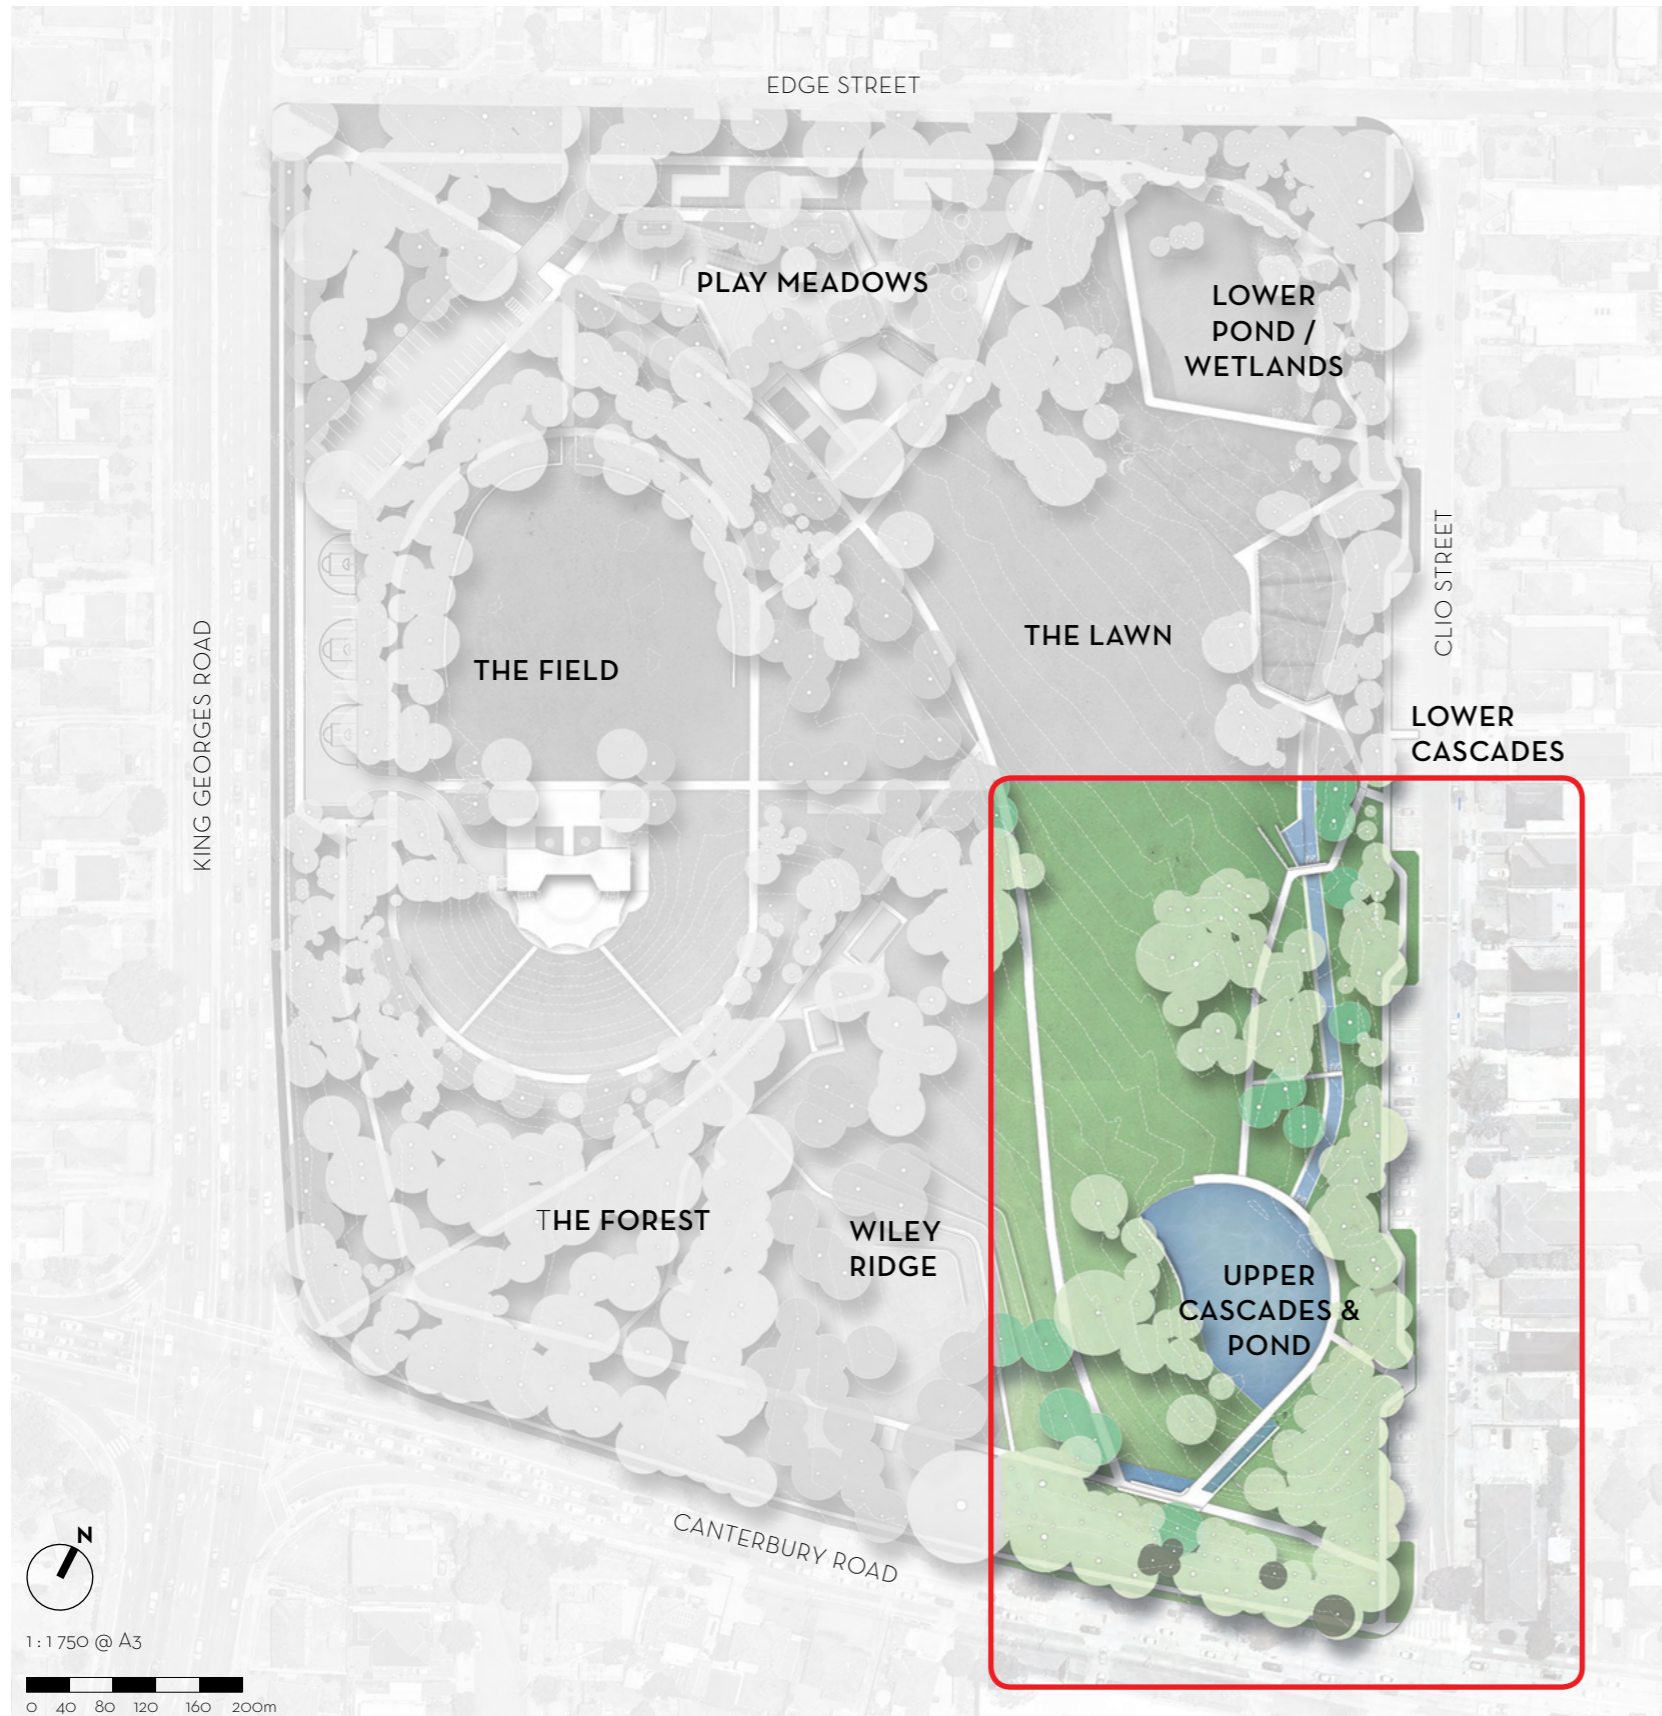 EDGE STREET
PLAY MEADOWS
LOWER
POND /
WETLANDS
CLIO STREET
THE LAWN
THE FIELD
KING GEORGES ROAD
LOWER
CASCADES
THE FOREST
WILEY
RIDGE
UPPER
CASCADES &
POND
CANTERBURY ROAD
N
1:1750 @ A3
0 40 80 120 160 200m